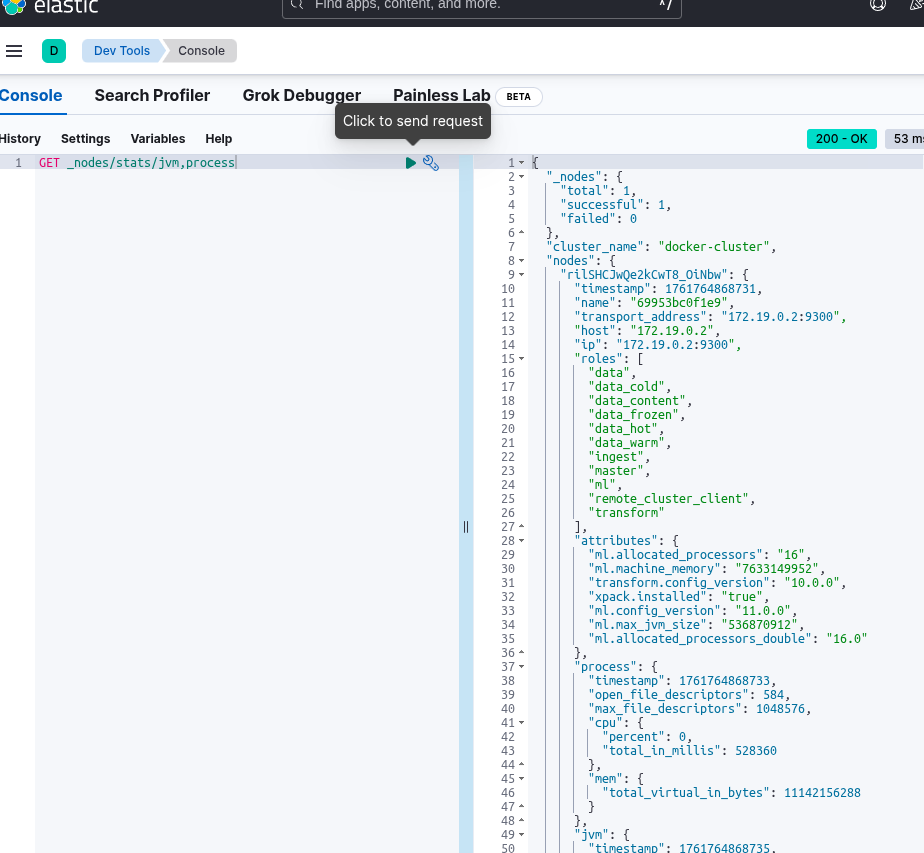 elastic
Find apps, content, and more.
^/
D Dev Tools Console
Console Search Profiler Grok Debugger Painless Lab BETA
Click to send request
History Settings Variables Help
200 - OK 53 ms
1 GET _nodes/stats/jvm,process
1 {
2 "_nodes": {
3 "total": 1,
4 "successful": 1,
5 "failed": 0
6 },
7 "cluster_name": "docker-cluster",
8 "nodes": {
9 "rilSHCJwQe2kCwT8_OiNbw": {
10 "timestamp": 1761764868731,
11 "name": "69953bc0f1e9",
12 "transport_address": "172.19.0.2:9300",
13 "host": "172.19.0.2",
14 "ip": "172.19.0.2:9300",
15 "roles": [
16 "data",
17 "data_cold",
18 "data_content",
19 "data_frozen",
20 "data_hot",
21 "data_warm",
22 "ingest",
23 "master",
24 "ml",
25 "remote_cluster_client",
26 "transform"
27 ],
28 "attributes": {
29 "ml.allocated_processors": "16",
30 "ml.machine_memory": "7633149952",
31 "transform.config_version": "10.0.0",
32 "xpack.installed": "true",
33 "ml.config_version": "11.0.0",
34 "ml.max_jvm_size": "536870912",
35 "ml.allocated_processors_double": "16.0"
36 },
37 "process": {
38 "timestamp": 1761764868733,
39 "open_file_descriptors": 584,
40 "max_file_descriptors": 1048576,
41 "cpu": {
42 "percent": 0,
43 "total_in_millis": 528360
44 },
45 "mem": {
46 "total_virtual_in_bytes": 11142156288
47 }
48 },
49 "jvm": {
50 "timestamp": 1761764868735,